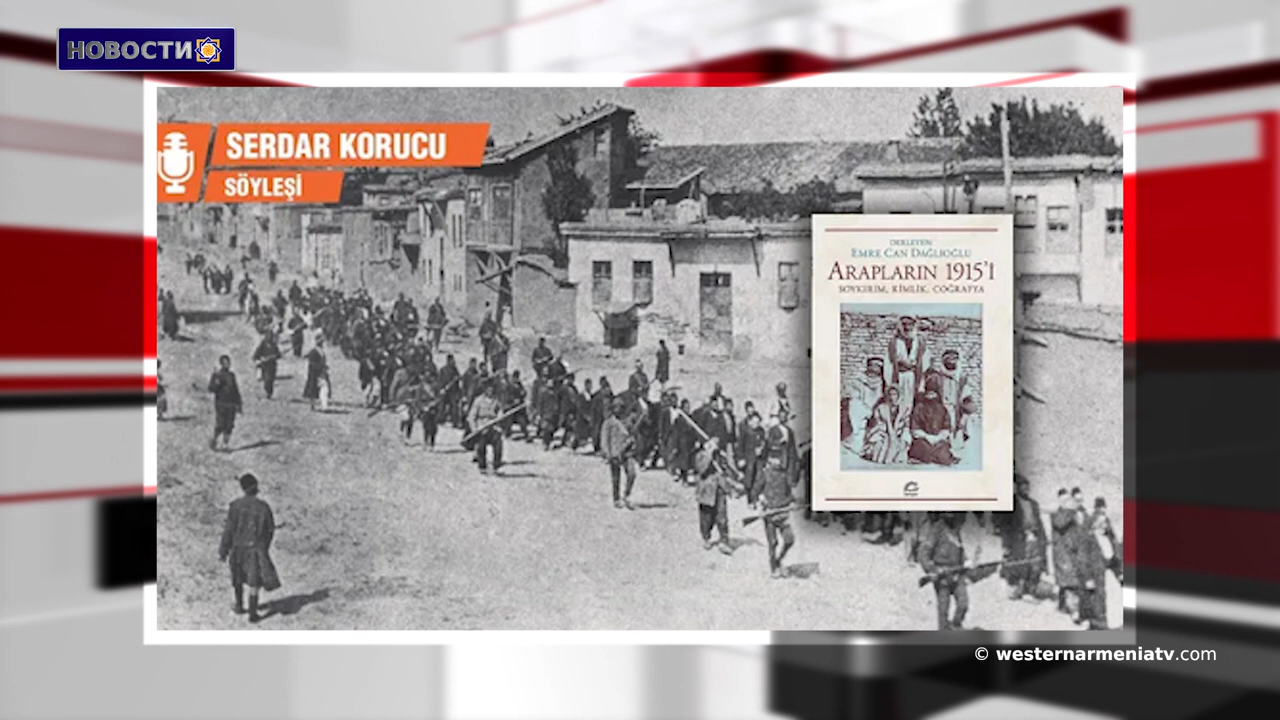 НОВОСТИ
SERDAR KORUCU
SÖYLEŞİ
DERLEYEN
EMRE CAN DAĞLIOĞLU
ARAPLARIN 1915'İ
SOYKIRIM, KİMLİK, COĞRAFYA
© westernarmeniatv.com